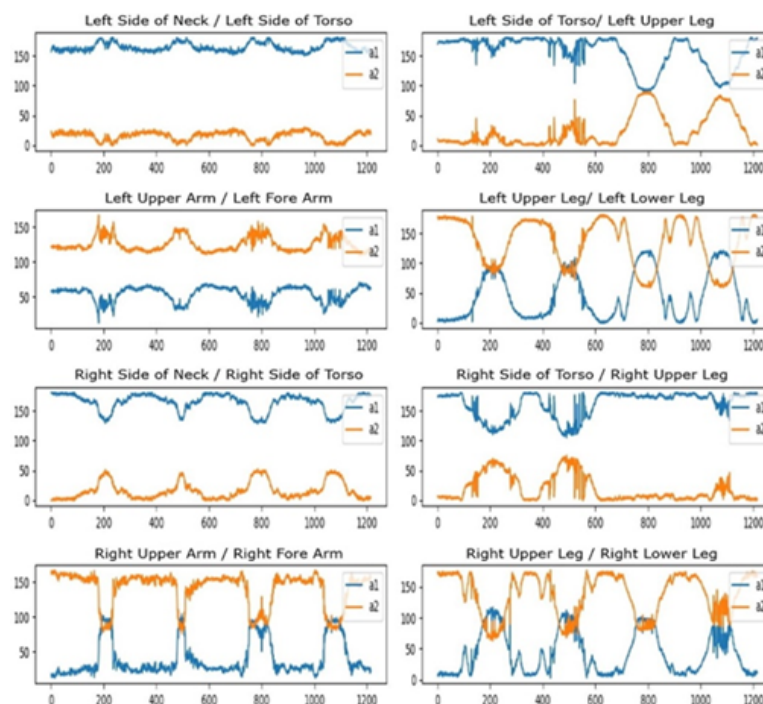 Left Side of Neck / Left Side of Torso
150
100
50
0
a1
a2
0 200 400 600 800 1000 1200
Left Side of Torso/ Left Upper Leg
150
100
50
0
a1
a2
0 200 400 600 800 1000 1200
Left Upper Arm / Left Fore Arm
150
100
50
a1
a2
0 200 400 600 800 1000 1200
Left Upper Leg/ Left Lower Leg
150
100
50
0
a1
a2
0 200 400 600 800 1000 1200
Right Side of Neck / Right Side of Torso
150
100
50
0
a1
a2
0 200 400 600 800 1000 1200
Right Side of Torso / Right Upper Leg
150
100
50
0
a1
a2
0 200 400 600 800 1000 1200
Right Upper Arm / Right Fore Arm
150
100
50
a1
a2
0 200 400 600 800 1000 1200
Right Upper Leg / Right Lower Leg
150
100
50
0
a1
a2
0 200 400 600 800 1000 1200